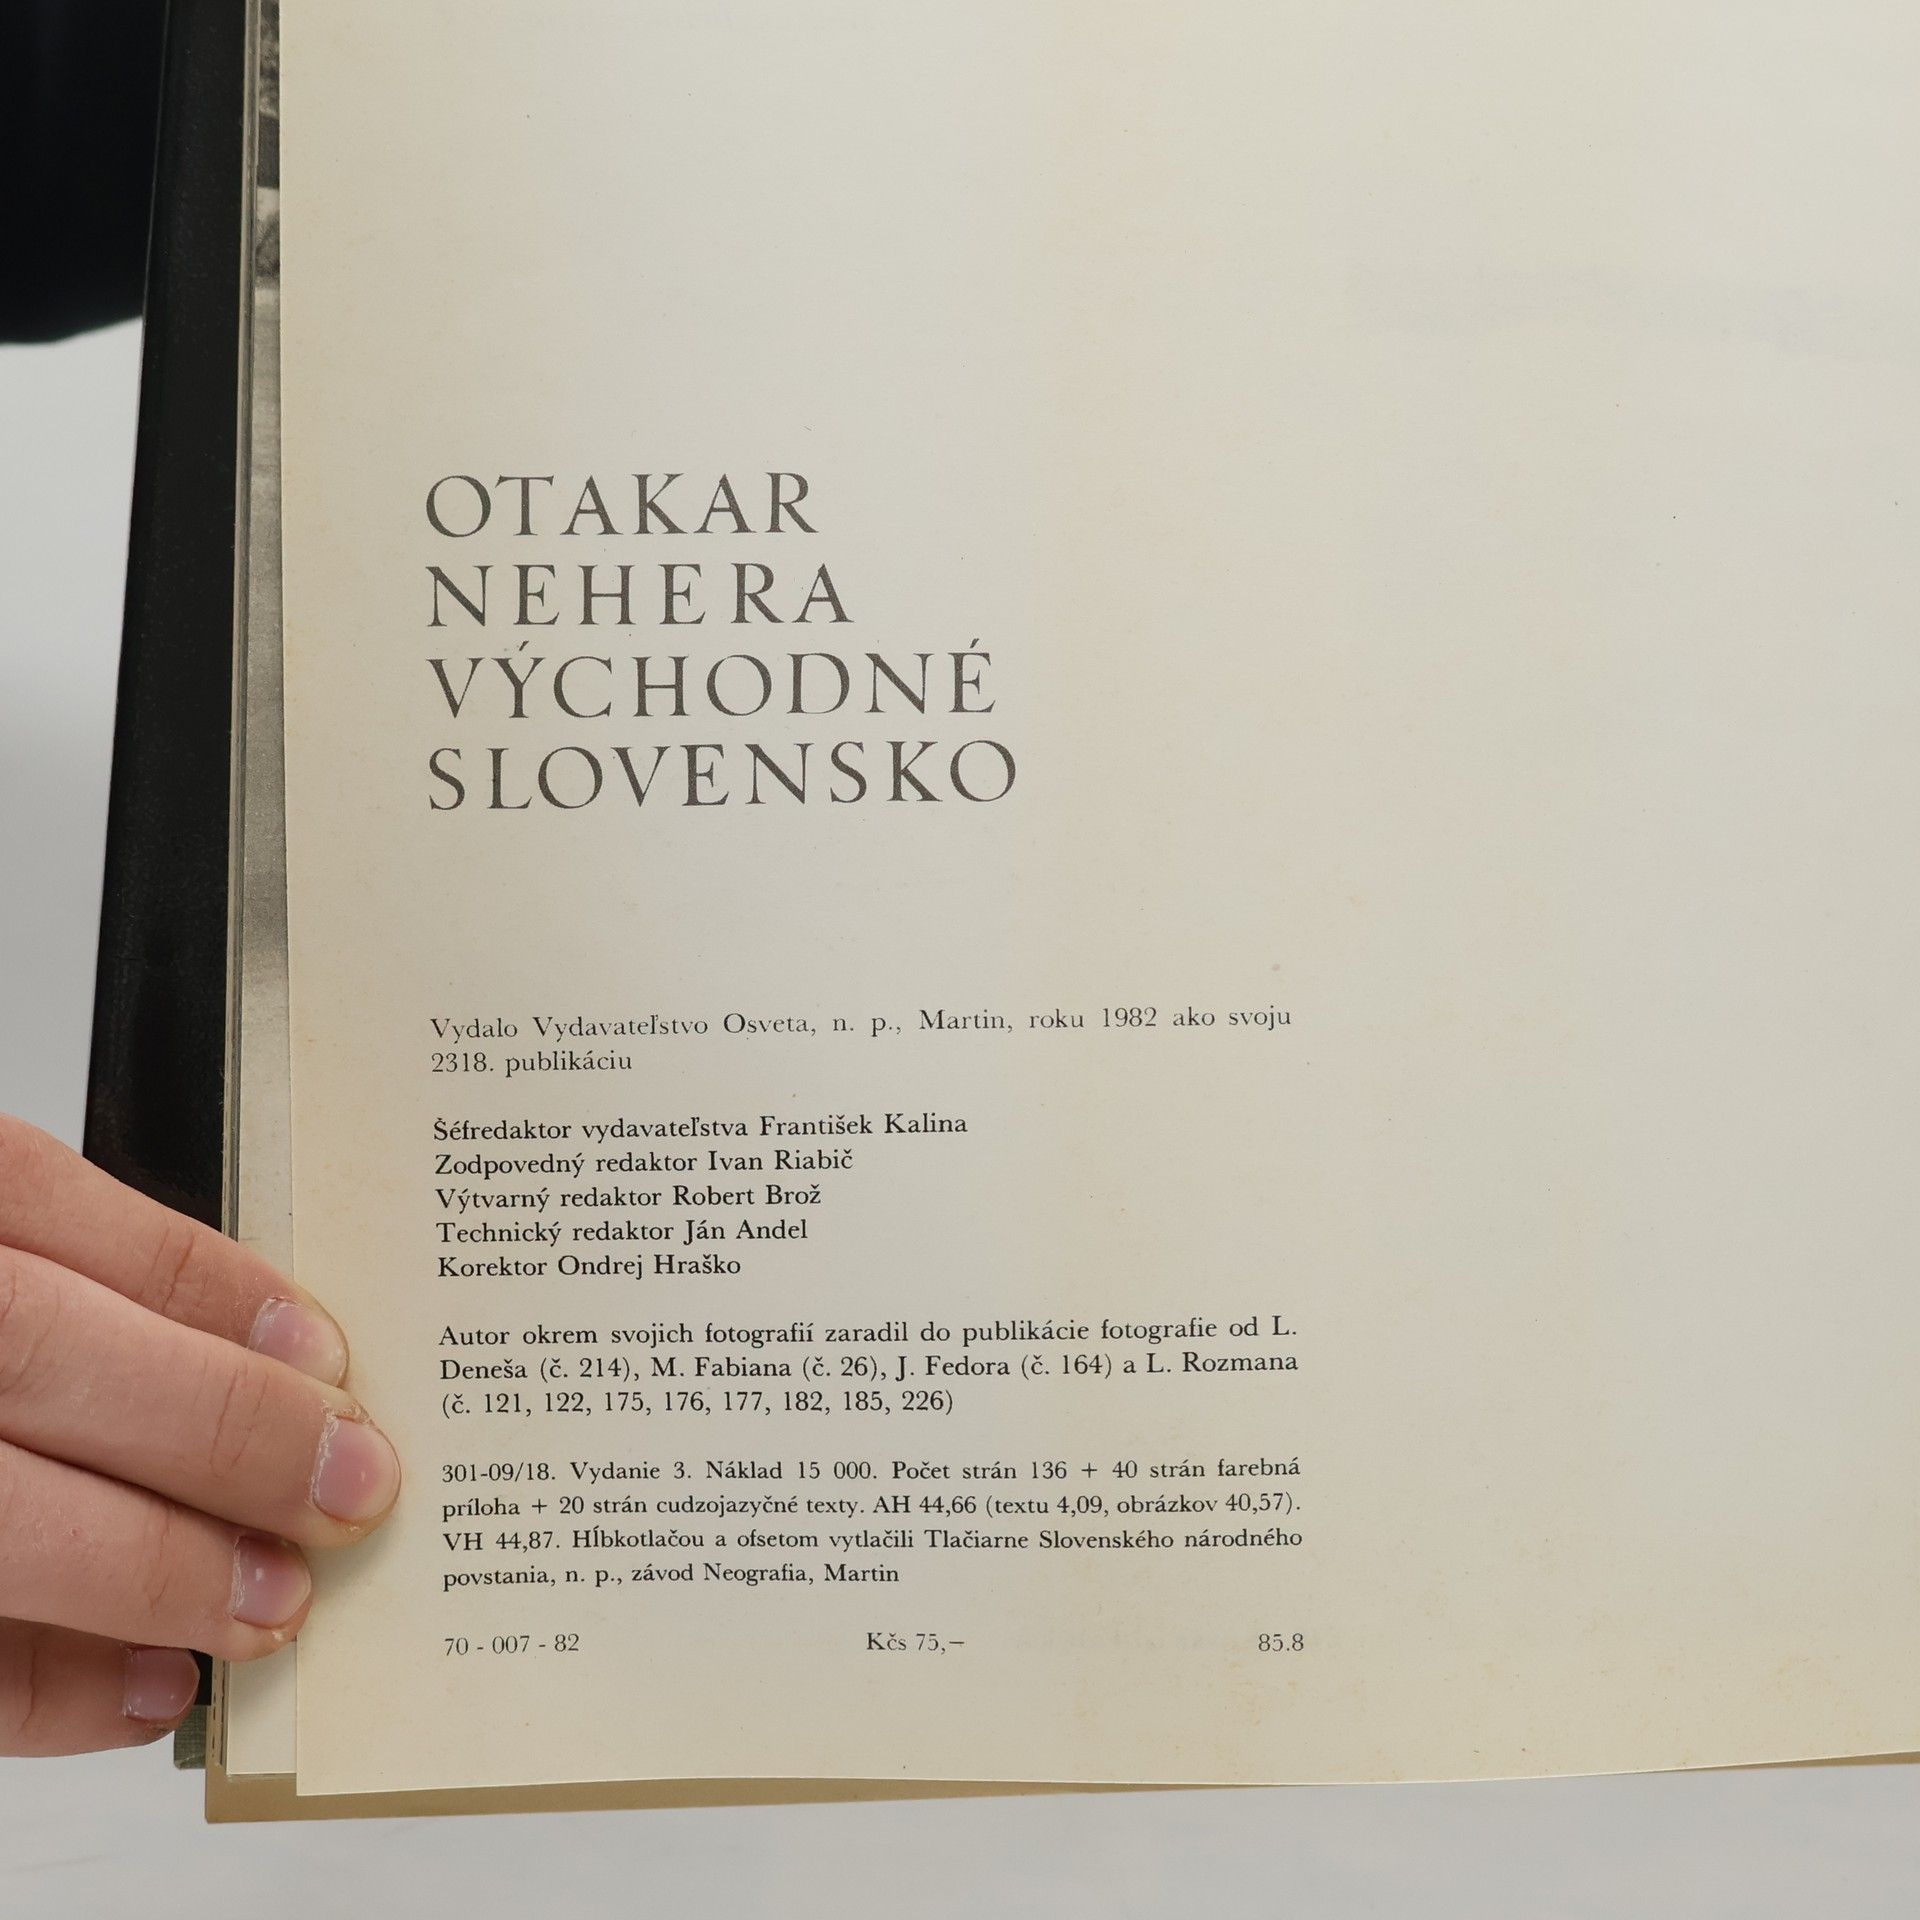 OTAKAR
NEHERA
VÝCHODNÉ
SLOVENSKO
Vydalo Vydavateľstvo Osveta, n. p., Martin, roku 1982 ako svoju
2318. publikáciu
Šéfredaktor vydavateľstva František Kalina
Zodpovedný redaktor Ivan Riabič
Výtvarný redaktor Robert Brož
Technický redaktor Ján Andel
Korektor Ondrej Hraško
Autor okrem svojich fotografií zaradil do publikácie fotografie od L.
Deneša (č. 214), M. Fabiana (č. 26), J. Fedora (č. 164) a L. Rozmana
(č. 121, 122, 175, 176, 177, 182, 185, 226)
301-09/18. Vydanie 3. Náklad 15 000. Počet strán 136 + 40 strán farebná
príloha + 20 strán cudzojazyčné texty. AH 44,66 (textu 4,09, obrázkov 40,57).
VH 44,87. Hĺbkotlačou a ofsetom vytlačili Tlačiarne Slovenského národného
povstania, n. p., závod Neografia, Martin
70 - 007 - 82 Kčs 75,— 85.8